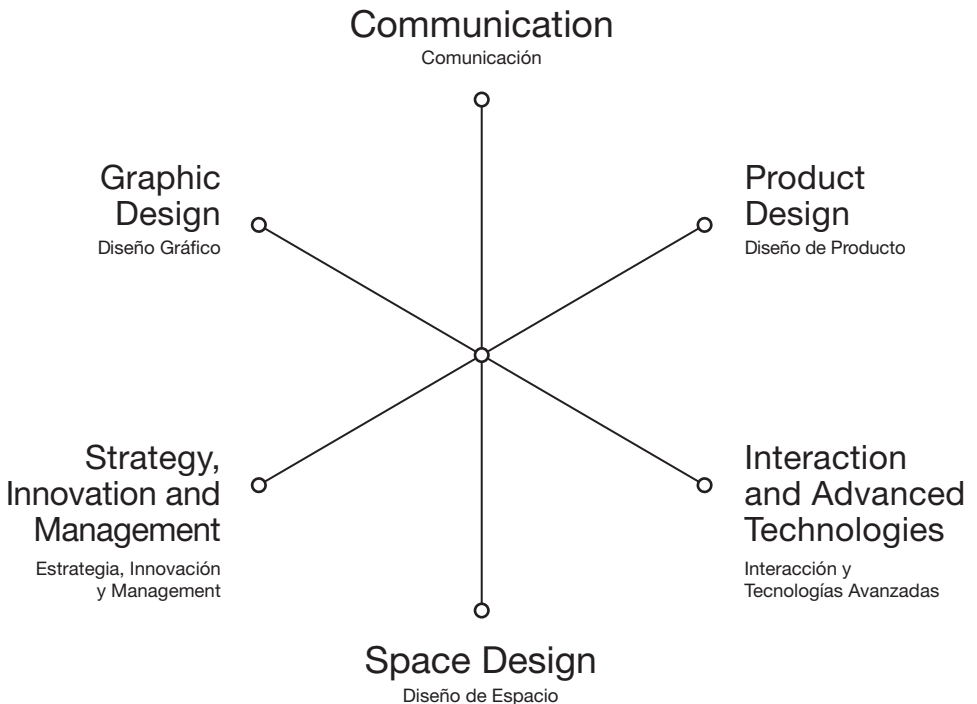 Communication
Comunicación
Graphic
Design
Diseño Gráfico
Product
Design
Diseño de Producto
Strategy,
Innovation and
Management
Estrategia, Innovación
y Management
Interaction
and Advanced
Technologies
Interacción y
Tecnologías Avanzadas
Space Design
Diseño de Espacio